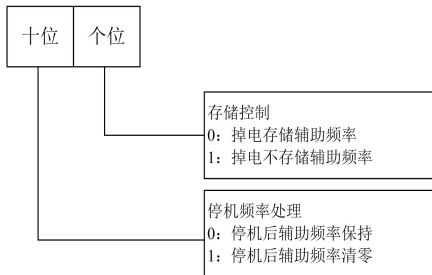 十位 个位
存储控制
0：掉电存储辅助频率
1：掉电不存储辅助频率
停机频率处理
0：停机后辅助频率保持
1：停机后辅助频率清零